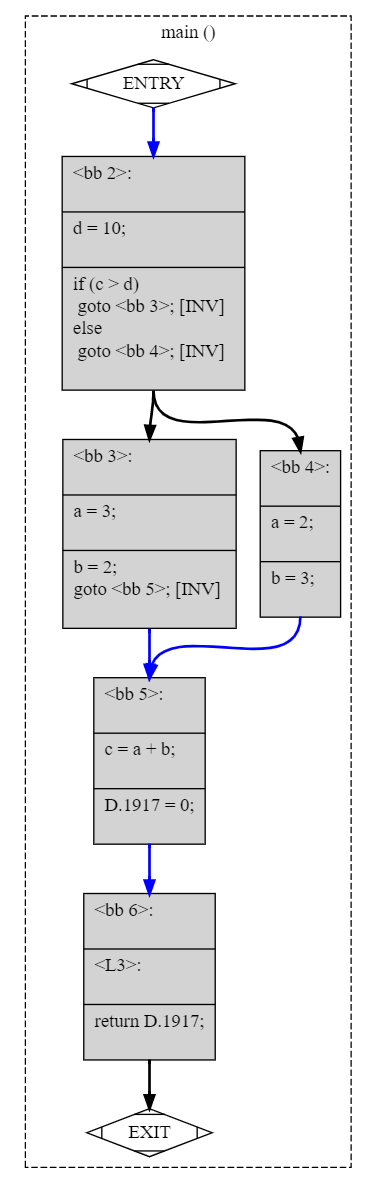 main ()
ENTRY
<bb 2>:
d = 10;
if (c > d)
goto <bb 3>; [INV]
else
goto <bb 4>; [INV]
<bb 3>:
a = 3;
b = 2;
goto <bb 5>; [INV]
<bb 4>:
a = 2;
b = 3;
<bb 5>:
c = a + b;
D.1917 = 0;
<bb 6>:
<L3>:
return D.1917;
EXIT